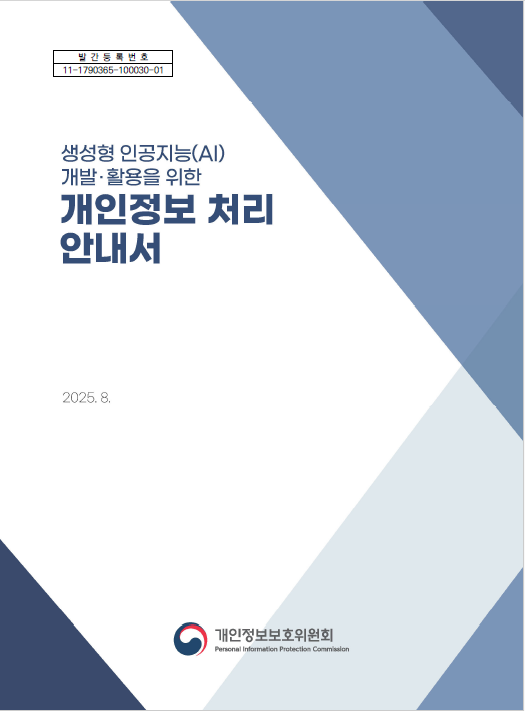 발 간 등 록 번 호
11-1790365-100030-01
생성형 인공지능(AI)
개발·활용을 위한
개인정보 처리
안내서
2025. 8.
개인정보보호위원회
Personal Information Protection Commission